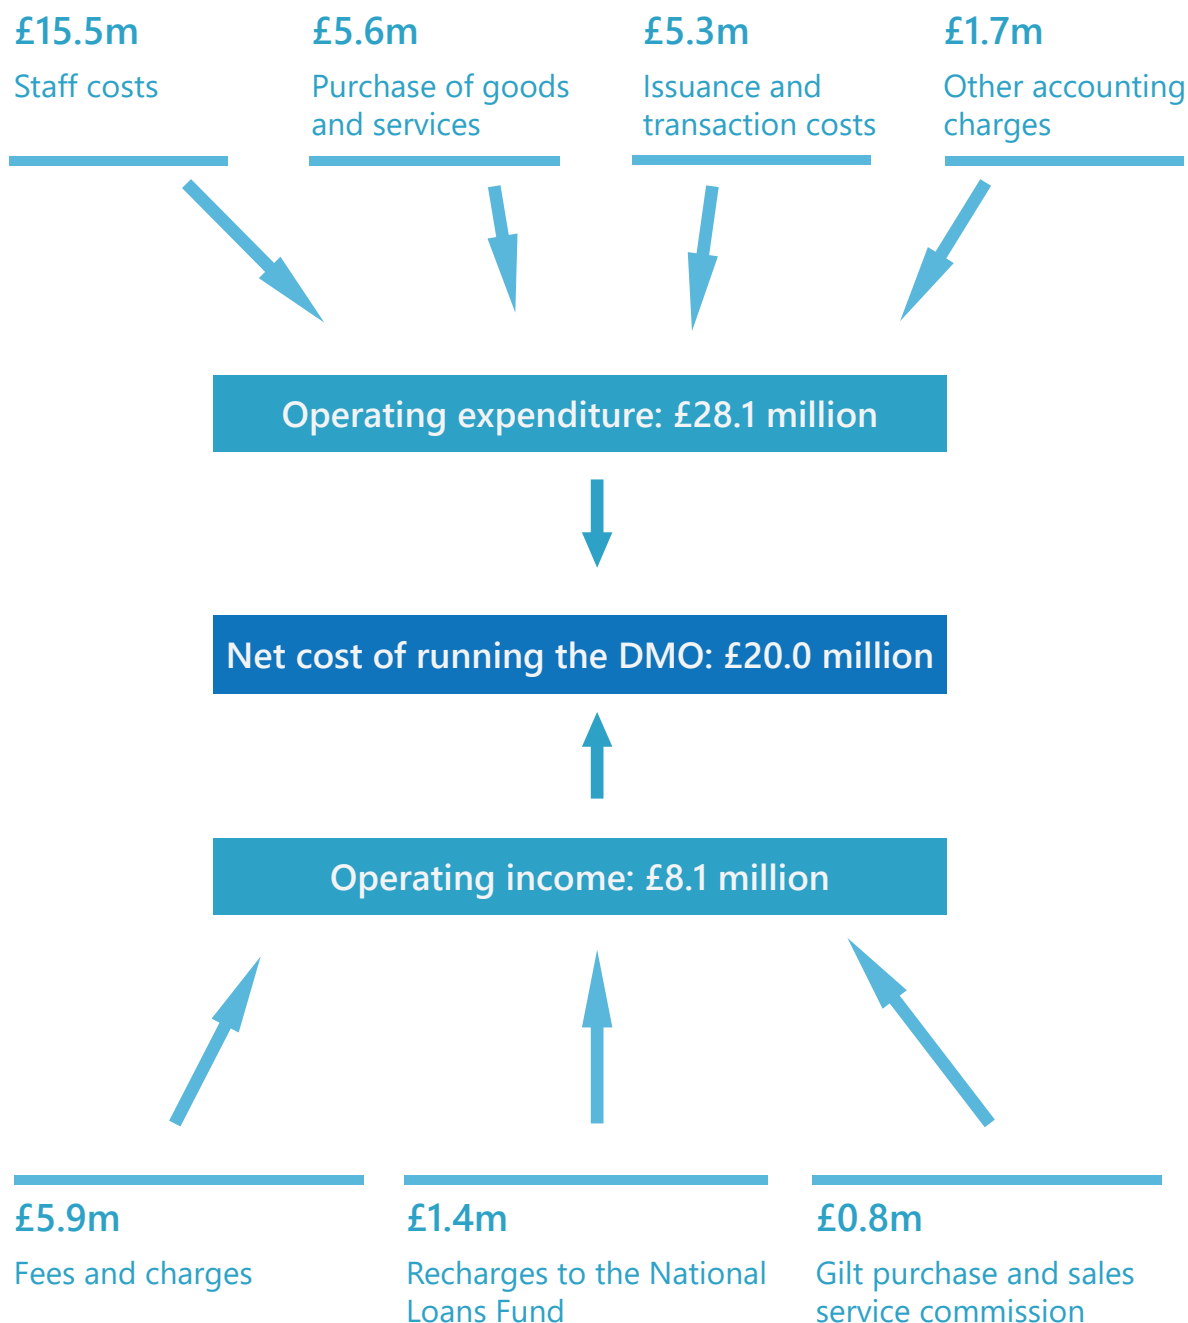 £15.5m
Staff costs
£5.6m
Purchase of goods
and services
£5.3m
Issuance and
transaction costs
£1.7m
Other accounting
charges
Operating expenditure: £28.1 million
Net cost of running the DMO: £20.0 million
Operating income: £8.1 million
£5.9m
Fees and charges
£1.4m
Recharges to the National
Loans Fund
£0.8m
Gilt purchase and sales
service commission